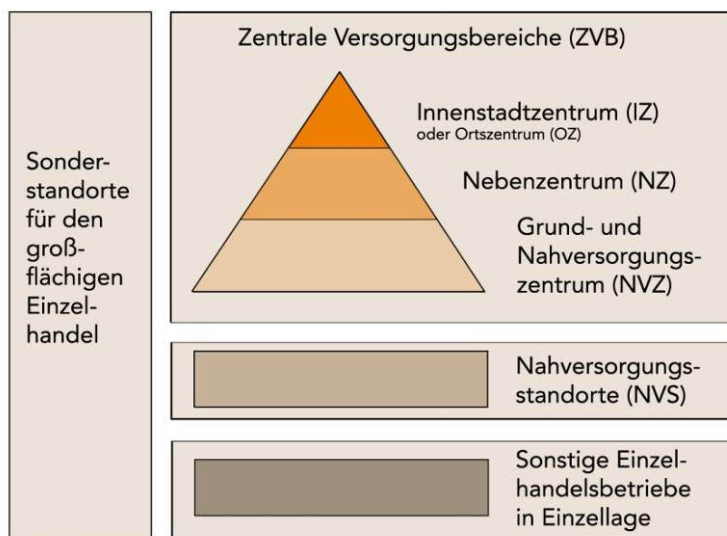 Sonder-
standorte
für den
groß-
flächigen
Einzel-
handel
Zentrale Versorgungsbereiche (ZVB)
Innenstadtzentrum (IZ)
oder Ortszentrum (OZ)
Nebenzentrum (NZ)
Grund- und
Nahversorgungs-
zentrum (NVZ)
Nahversorgungs-
standorte (NVS)
Sonstige Einzel-
handelsbetriebe
in Einzellage